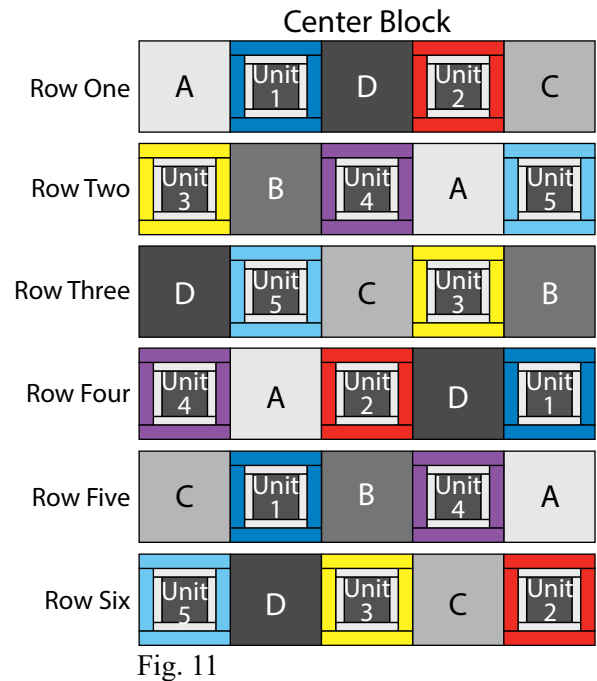 Center Block
Row One A Unit 1 D Unit 2 C
Row Two Unit 3 B Unit 4 A Unit 5
Row Three D Unit 5 C Unit 3 B
Row Four Unit 4 A Unit 2 D Unit 1
Row Five C Unit 1 B Unit 4 A
Row Six Unit 5 D Unit 3 C Unit 2
Fig. 11